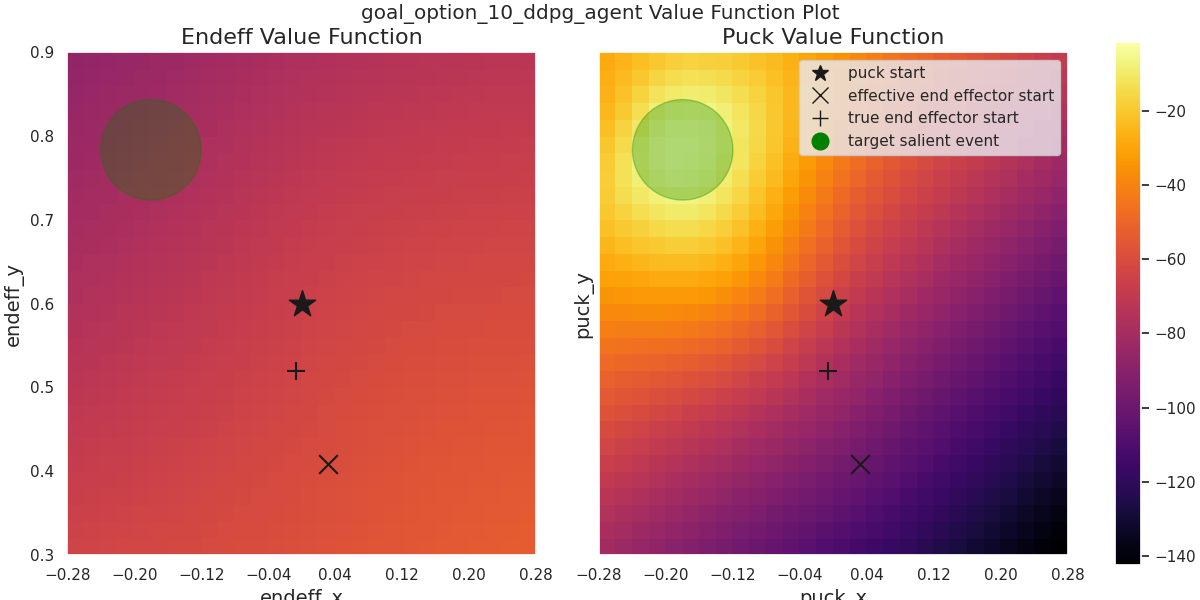 goal_option_10_ddpg_agent Value Function Plot
Endeff Value Function
Puck Value Function
puck start
effective end effector start
true end effector start
target salient event
0.9
0.8
0.7
0.6
0.5
0.4
0.3
endeff_y
puck_y
−0.28 −0.20 −0.12 −0.04 0.04 0.12 0.20 0.28
−0.28 −0.20 −0.12 −0.04 0.04 0.12 0.20 0.28
endeff_x
puck_x
−20
−40
−60
−80
−100
−120
−140